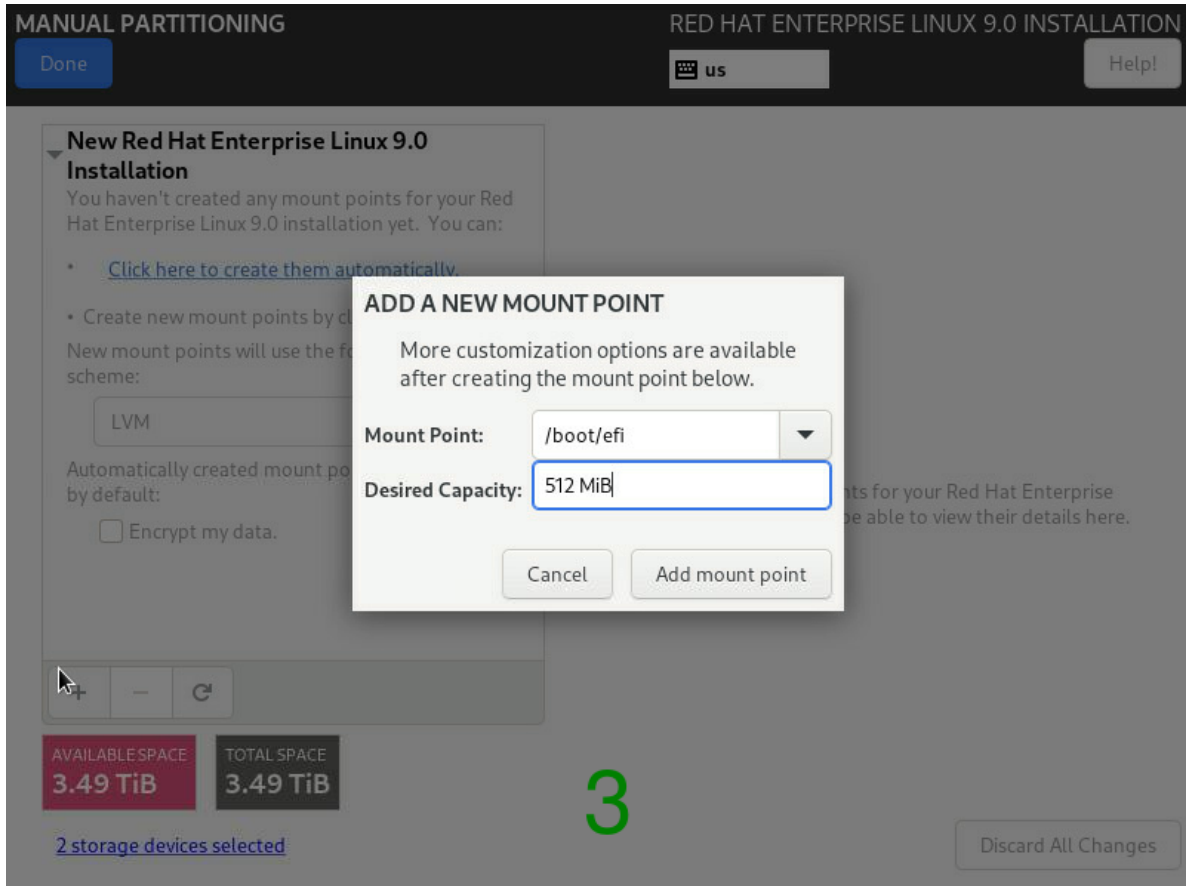 MANUAL PARTITIONING
RED HAT ENTERPRISE LINUX 9.0 INSTALLATION
Done
us
Help!
New Red Hat Enterprise Linux 9.0
Installation
You haven't created any mount points for your Red
Hat Enterprise Linux 9.0 installation yet. You can:
• Click here to create them automatically.
• Create new mount points by cl
New mount points will use the fo
scheme:
LVM
Automatically created mount po
by default:
Encrypt my data.
ADD A NEW MOUNT POINT
More customization options are available
after creating the mount point below.
Mount Point: /boot/efi
Desired Capacity: 512 MiB
Cancel
Add mount point
nts for your Red Hat Enterprise
be able to view their details here.
+ − 
AVAILABLE SPACE
3.49 TiB
TOTAL SPACE
3.49 TiB
3
2 storage devices selected
Discard All Changes